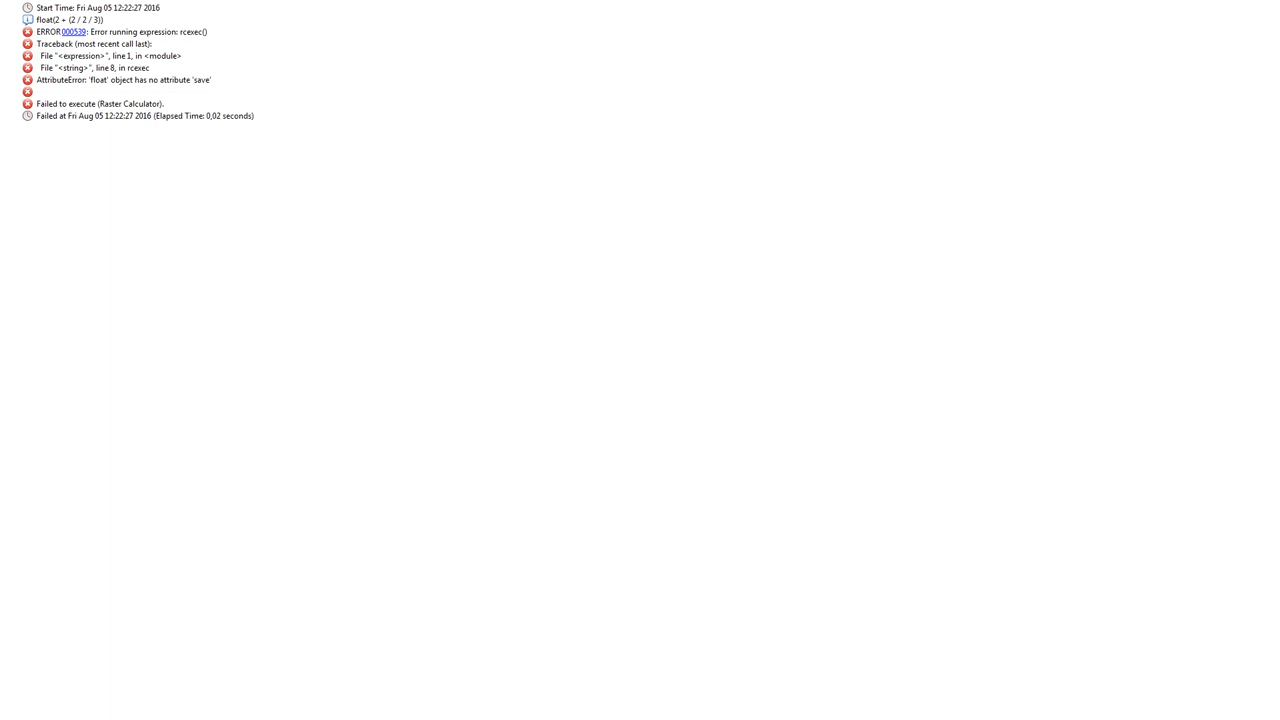 Start Time: Fri Aug 05 12:22:27 2016
float(2 + (2 / 2 / 3))
ERROR 000539: Error running expression: rcexec()
Traceback (most recent call last):
File "<expression>", line 1, in <module>
File "<string>", line 8, in rcexec
AttributeError: 'float' object has no attribute 'save'
Failed to execute (Raster Calculator).
Failed at Fri Aug 05 12:22:27 2016 (Elapsed Time: 0,02 seconds)